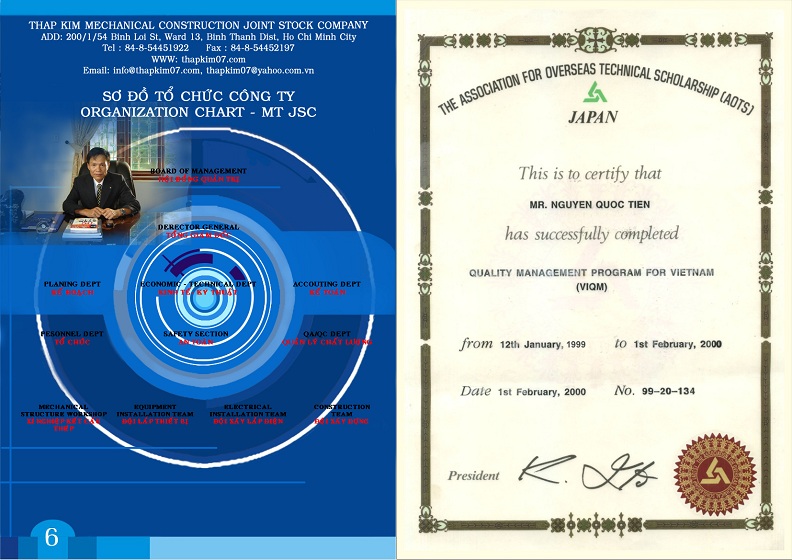 THAP KIM MECHANICAL CONSTRUCTION JOINT STOCK COMPANY
ADD: 200/1/54 Binh Loi St, Ward 13, Binh Thanh Dist, Ho Chi Minh City
Tel : 84-8-54451922 Fax : 84-8-54452197
WWW: thapkim07.com
Email: info@thapkim07.com, thapkim07@yahoo.com.vn
SƠ ĐỒ TỔ CHỨC CÔNG TY
ORGANIZATION CHART - MT JSC
BOARD OF MANAGEMENT
HỘI ĐỒNG QUẢN TRỊ
DERECTOR GENERAL
TỔNG GIÁM ĐỐC
PLANING DEPT
KẾ HOẠCH
ECONOMIC - TECHNICAL DEPT
KINH TẾ - KỸ THUẬT
ACCOUTING DEPT
KẾ TOÁN
PESONNEL DEPT
TỔ CHỨC
SAFETY SECTION
AN TOÀN
QA/QC DEPT
QUẢN LÝ CHẤT LƯỢNG
MECHANICAL
STRUCTURE WORKSHOP
XÍ NGHIỆP KẾT CẤU
THÉP
EQUIPMENT
INSTALLATION TEAM
ĐỘI LẮP THIẾT BỊ
ELECTRICAL
INSTALLATION TEAM
ĐỘI XÂY LẮP ĐIỆN
CONSTRUCTION
TEAM
ĐỘI XÂY DỰNG
6
THE ASSOCIATION FOR OVERSEAS TECHNICAL SCHOLARSHIP (AOTS)
JAPAN
This is to certify that
MR. NGUYEN QUOC TIEN
has successfully completed
QUALITY MANAGEMENT PROGRAM FOR VIETNAM
(VIQM)
from 12th January, 1999 to 1st February, 2000
Date 1st February, 2000 No. 99-20-134
President